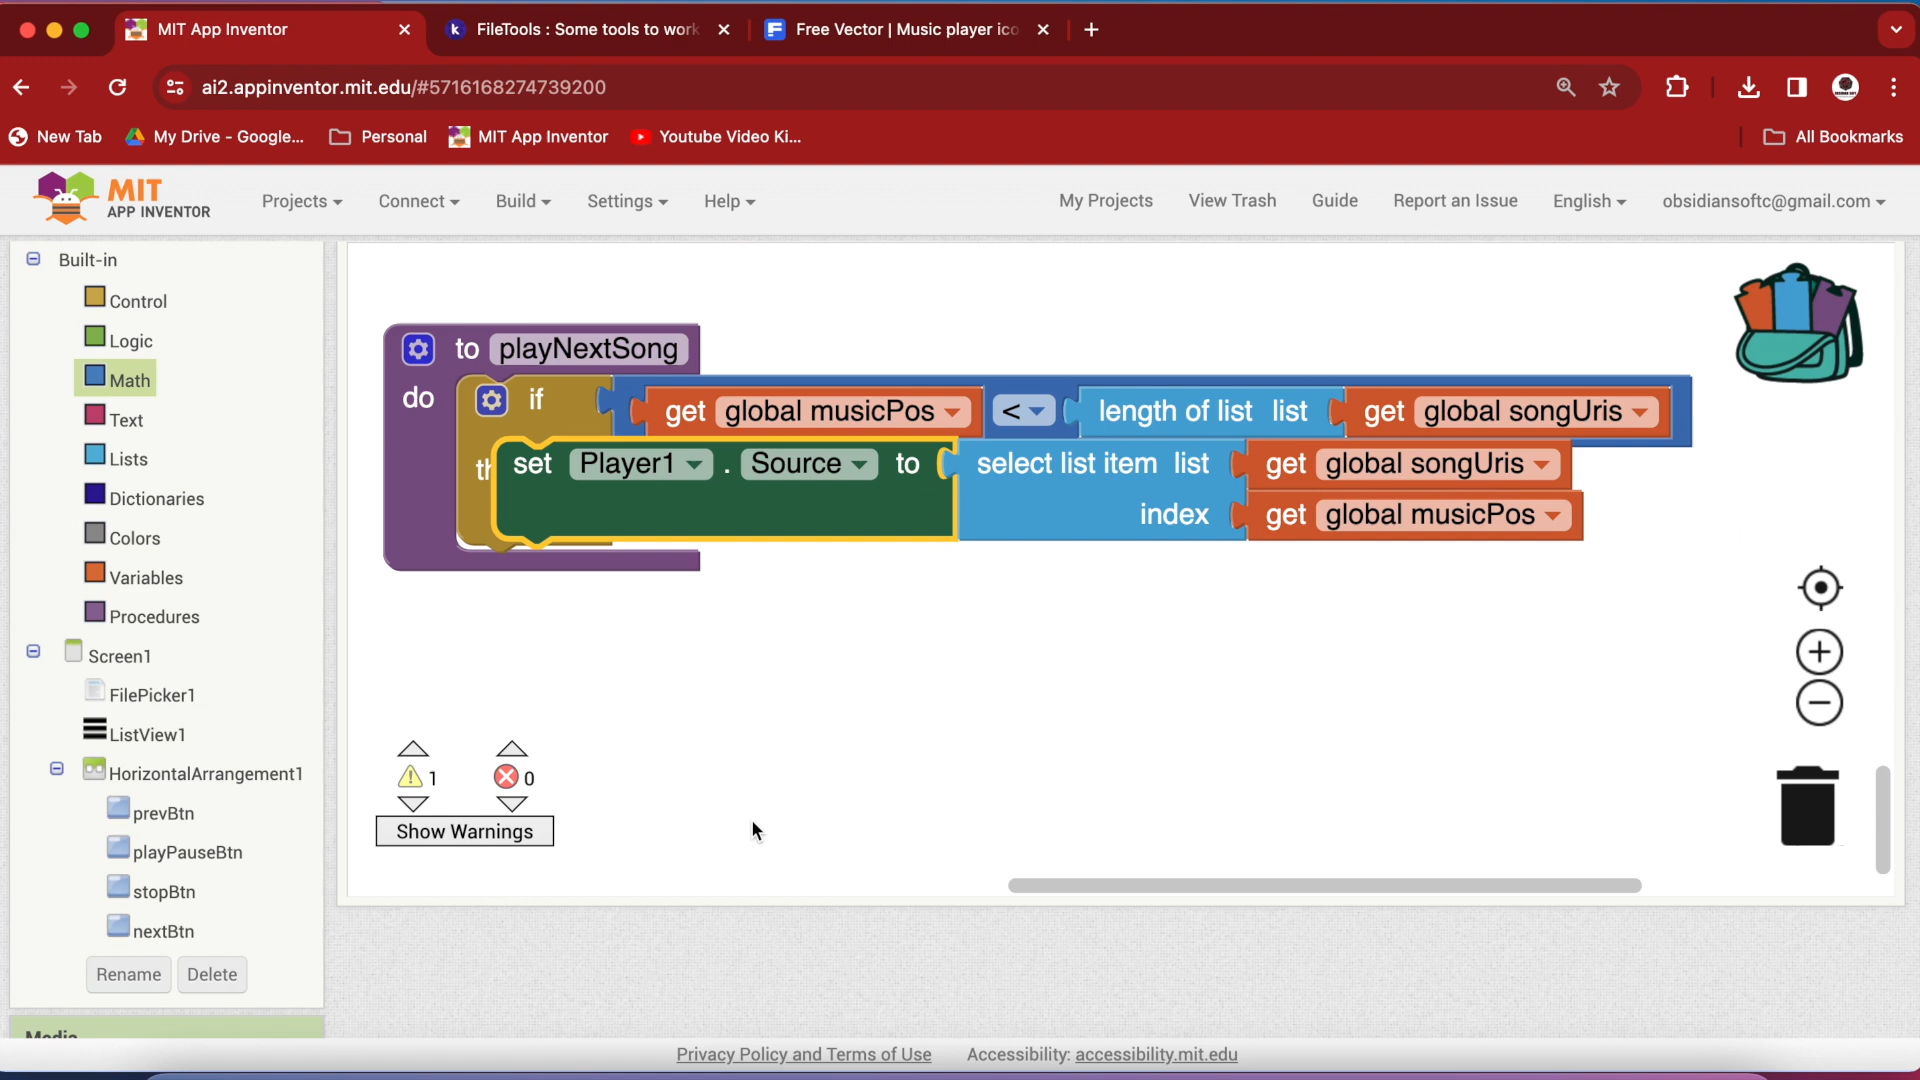 MIT App Inventor
FileTools : Some tools to work
Free Vector | Music player ico
ai2.appinventor.mit.edu/#5716168274739200
New Tab
My Drive - Google...
Personal
MIT App Inventor
Youtube Video Ki...
All Bookmarks
MIT
APP INVENTOR
Projects
Connect
Build
Settings
Help
My Projects
View Trash
Guide
Report an Issue
English
obsidiansoftc@gmail.com
Built-in
Control
Logic
Math
Text
Lists
Dictionaries
Colors
Variables
Procedures
Screen1
FilePicker1
ListView1
HorizontalArrangement1
prevBtn
playPauseBtn
stopBtn
nextBtn
Rename Delete
to playNextSong
do if get global musicPos < length of list list get global songUris
set Player1 . Source to select list item list get global songUris
index get global musicPos
1 0
Show Warnings
Privacy Policy and Terms of Use Accessibility: accessibility.mit.edu